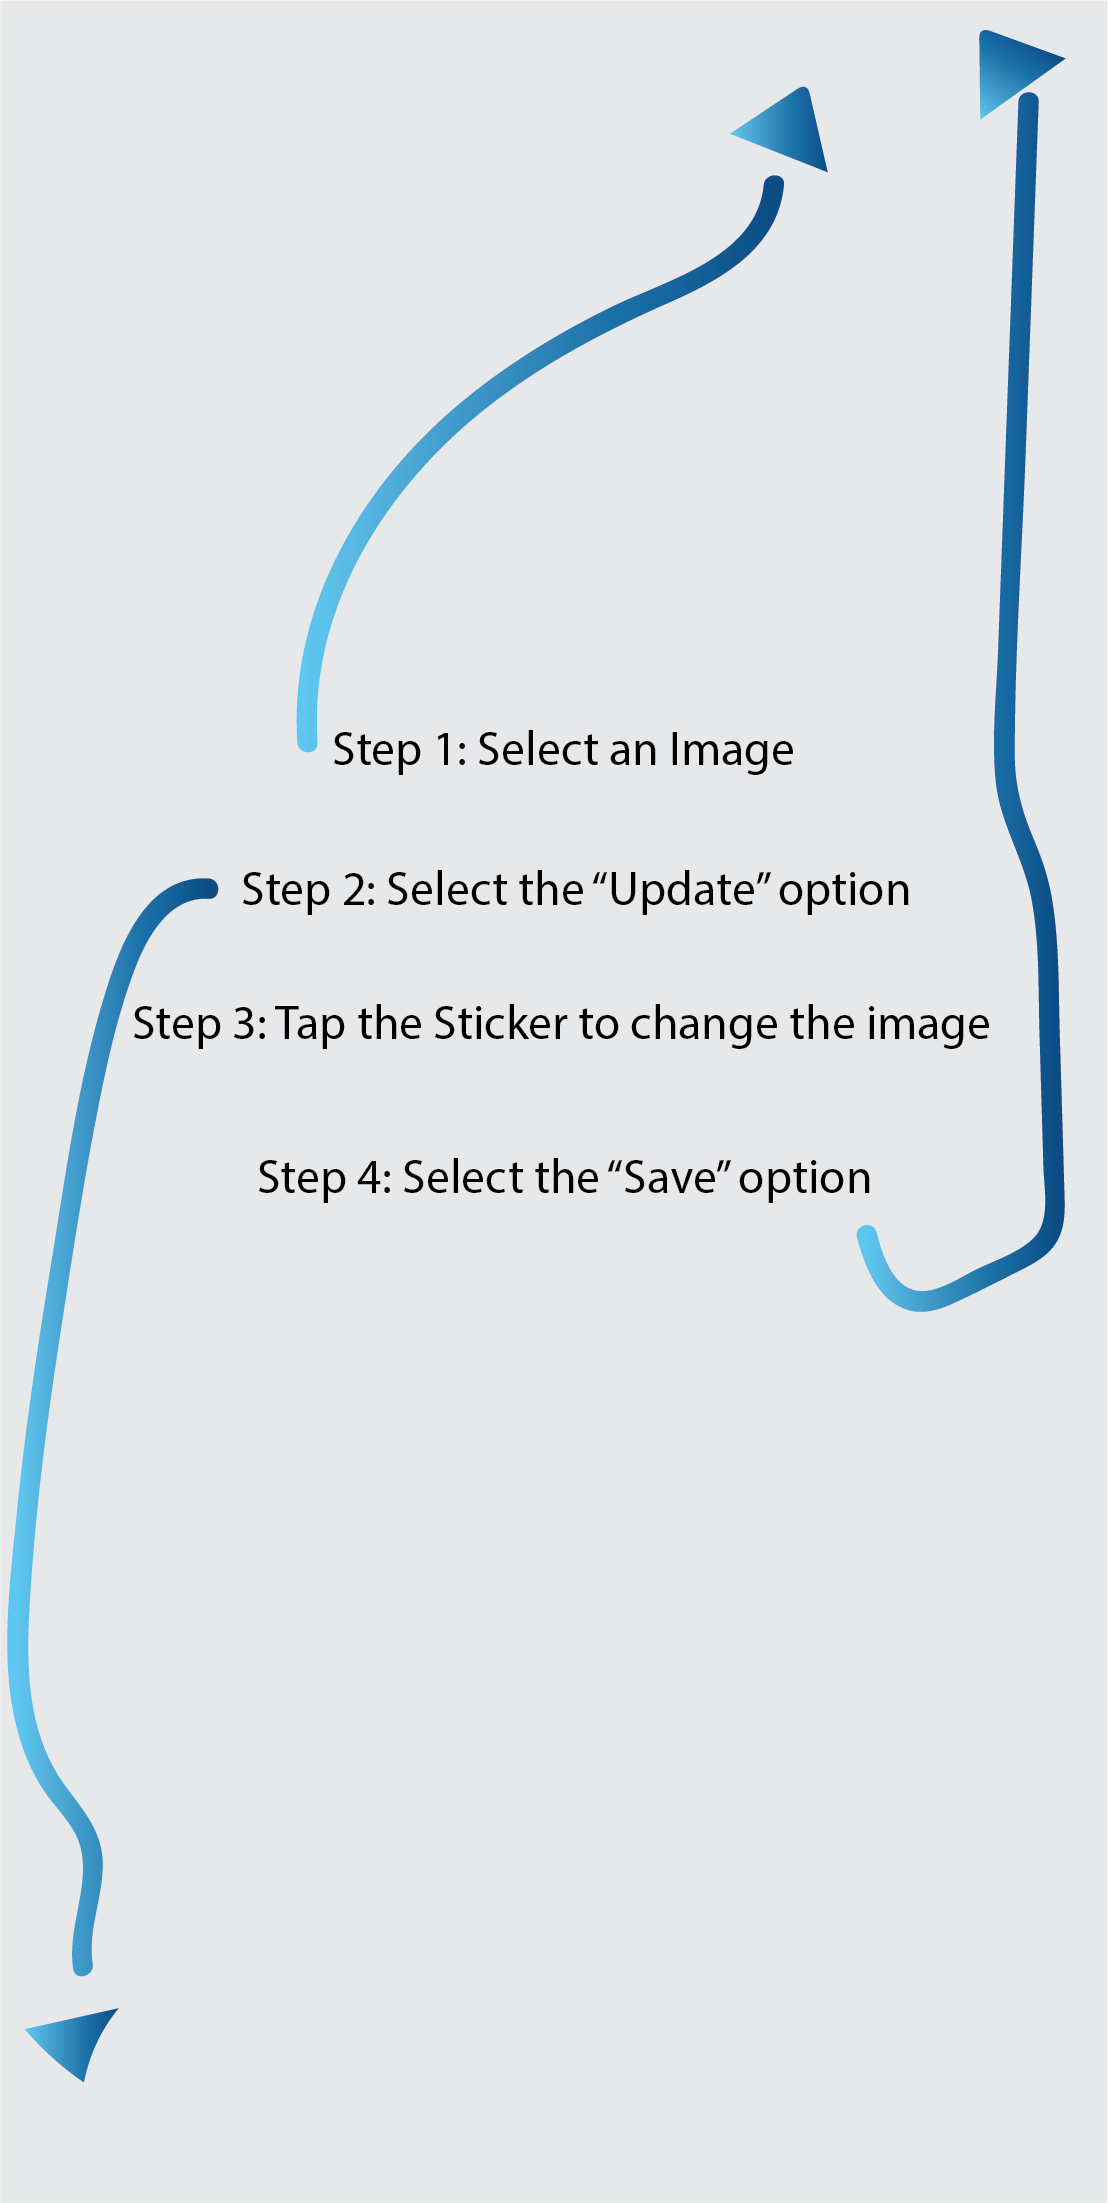 Step 1: Select an Image
Step 2: Select the “Update” option
Step 3: Tap the Sticker to change the image
Step 4: Select the “Save” option